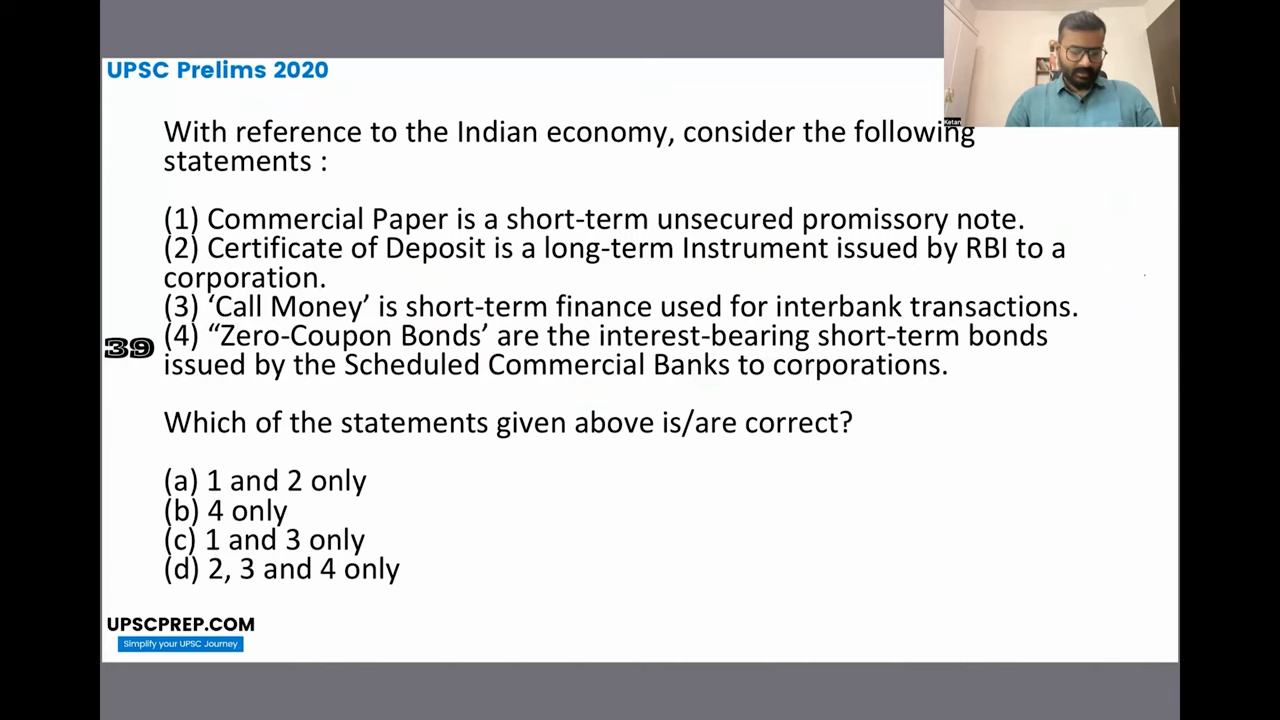 UPSC Prelims 2020
Ketan
With reference to the Indian economy, consider the following
statements :
(1) Commercial Paper is a short-term unsecured promissory note.
(2) Certificate of Deposit is a long-term Instrument issued by RBI to a
corporation.
(3) ‘Call Money’ is short-term finance used for interbank transactions.
39
(4) “Zero-Coupon Bonds’ are the interest-bearing short-term bonds
issued by the Scheduled Commercial Banks to corporations.
Which of the statements given above is/are correct?
(a) 1 and 2 only
(b) 4 only
(c) 1 and 3 only
(d) 2, 3 and 4 only
UPSCPREP.COM
Simplify your UPSC Journey